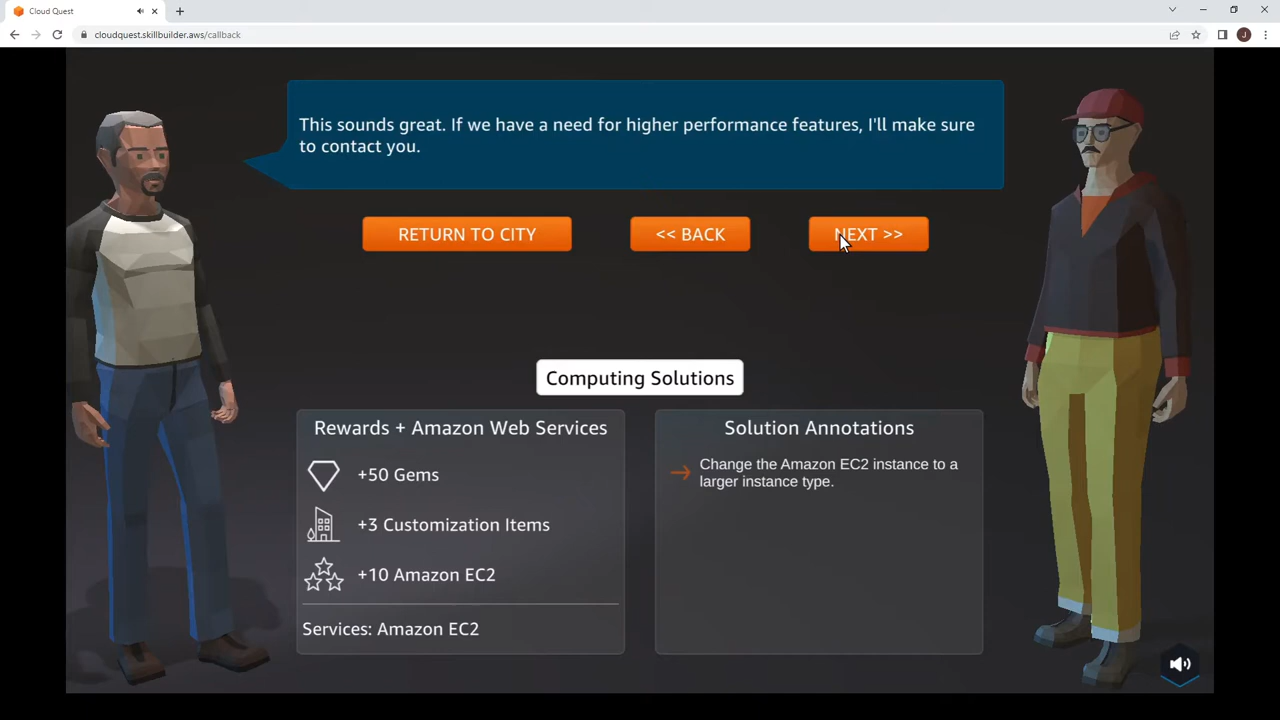 Cloud Quest
cloudquest.skillbuilder.aws/callback
J
This sounds great. If we have a need for higher performance features, I'll make sure
to contact you.
RETURN TO CITY
<< BACK
NEXT >>
Computing Solutions
Rewards + Amazon Web Services
+50 Gems
+3 Customization Items
+10 Amazon EC2
Services: Amazon EC2
Solution Annotations
Change the Amazon EC2 instance to a
larger instance type.